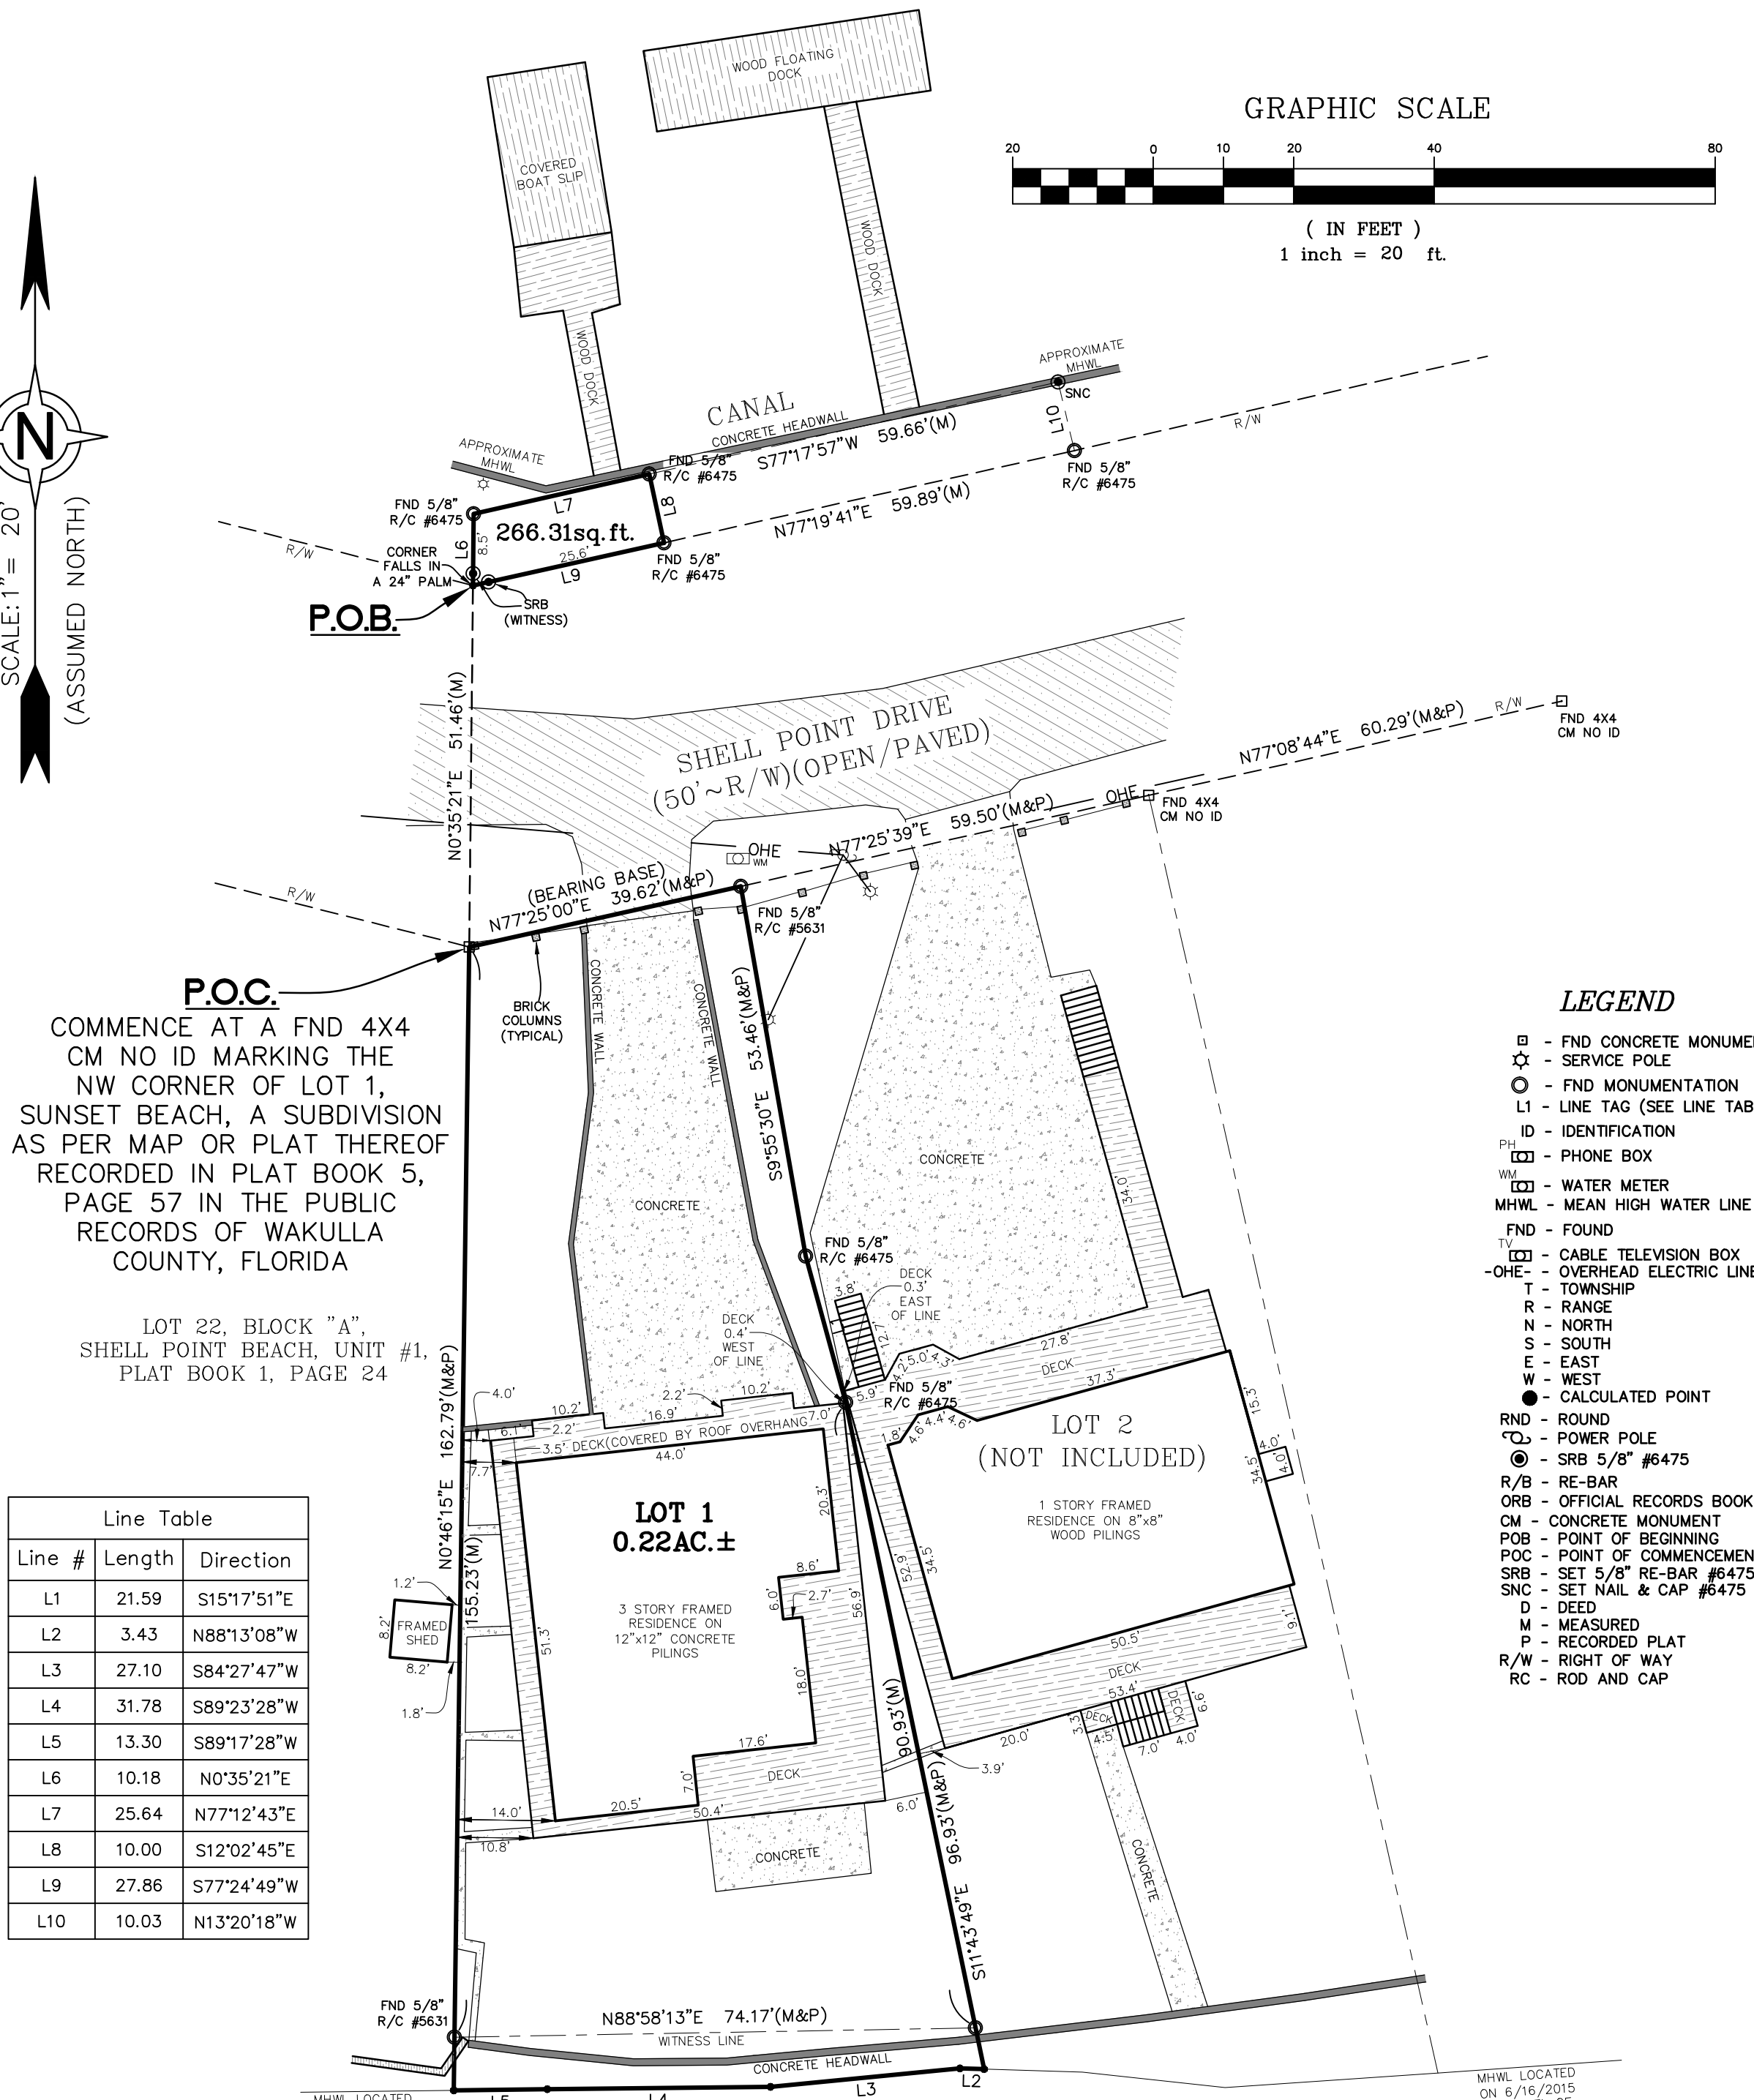 WOOD FLOATING
DOCK
COVERED
BOAT SLIP
WOOD DOCK
WOOD DOCK
GRAPHIC SCALE
20 0 10 20 40 80
( IN FEET )
1 inch = 20 ft.
N
SCALE: 1"= 20'
(ASSUMED NORTH)
APPROXIMATE
MHWL
SNC
L10
R/W
CANAL
CONCRETE HEADWALL
S77°17'57"W 59.66'(M)
APPROXIMATE
MHWL
FND 5/8"
R/C #6475
FND 5/8"
R/C #6475
FND 5/8"
R/C #6475
L7
L8
N77°19'41"E 59.89'(M)
266.31sq.ft.
L6
8.5'
25.6'
L9
R/W
CORNER
FALLS IN
A 24" PALM
FND 5/8"
R/C #6475
SRB
(WITNESS)
P.O.B.
N0°35'21"E 51.46'(M)
SHELL POINT DRIVE
(50'~R/W)(OPEN/PAVED)
R/W
FND 4X4
CM NO ID
N77°08'44"E 60.29'(M&P)
OHE
FND 4X4
CM NO ID
N77°25'39"E 59.50'(M&P)
OHE
WM
(BEARING BASE)
N77°25'00"E 39.62'(M&P)
R/W
FND 5/8"
R/C #5631
P.O.C.
COMMENCE AT A FND 4X4
CM NO ID MARKING THE
NW CORNER OF LOT 1,
SUNSET BEACH, A SUBDIVISION
AS PER MAP OR PLAT THEREOF
RECORDED IN PLAT BOOK 5,
PAGE 57 IN THE PUBLIC
RECORDS OF WAKULLA
COUNTY, FLORIDA
LOT 22, BLOCK "A",
SHELL POINT BEACH, UNIT #1,
PLAT BOOK 1, PAGE 24
BRICK
COLUMNS
(TYPICAL)
CONCRETE WALL
CONCRETE WALL
S9°55'30"E 53.46'(M&P)
CONCRETE
CONCRETE
34.0'
FND 5/8"
R/C #6475
DECK
0.3'
EAST
OF LINE
DECK
0.4'
WEST
OF LINE
3.8'
12.7'
4.2'
5.0'
4.3'
27.8'
DECK
37.3'
5.9'
FND 5/8"
R/C #6475
1.8'
4.6'
4.4'
4.6'
15.3'
4.0'
4.0'
34.5'
LOT 2
(NOT INCLUDED)
1 STORY FRAMED
RESIDENCE ON 8"x8"
WOOD PILINGS
52.9'
34.5'
50.5'
DECK
53.4'
9.1'
DECK
DECK
3.3'
4.5'
7.0'
4.0'
6.6'
20.0'
3.9'
6.0'
CONCRETE
N0°46'15"E 162.79'(M&P)
155.23'(M)
4.0'
10.2'
2.2'
6.1'
2.2'
10.2'
16.9'
7.0'
3.5' DECK(COVERED BY ROOF OVERHANG
7.7'
44.0'
LOT 1
0.22AC.±
20.3'
8.6'
6.0'
2.7'
56.9'
3 STORY FRAMED
RESIDENCE ON
12"x12" CONCRETE
PILINGS
51.3'
18.0'
1.2'
8.2'
FRAMED
SHED
8.2'
1.8'
17.6'
7.0'
DECK
14.0'
20.5'
50.4'
10.8'
CONCRETE
90.93'(M)
S11°43'49"E 96.93'(M&P)
FND 5/8"
R/C #5631
N88°58'13"E 74.17'(M&P)
WITNESS LINE
CONCRETE HEADWALL
L5
L4
L3
L2
MHWL LOCATED
MHWL LOCATED
ON 6/16/2015
Line Table
Line # Length Direction
L1 21.59 S15°17'51"E
L2 3.43 N88°13'08"W
L3 27.10 S84°27'47"W
L4 31.78 S89°23'28"W
L5 13.30 S89°17'28"W
L6 10.18 N0°35'21"E
L7 25.64 N77°12'43"E
L8 10.00 S12°02'45"E
L9 27.86 S77°24'49"W
L10 10.03 N13°20'18"W
LEGEND
- FND CONCRETE MONUME
- SERVICE POLE
- FND MONUMENTATION
L1 - LINE TAG (SEE LINE TAB
ID - IDENTIFICATION
PH - PHONE BOX
WM - WATER METER
MHWL - MEAN HIGH WATER LINE
FND - FOUND
TV - CABLE TELEVISION BOX
-OHE- - OVERHEAD ELECTRIC LINE
T - TOWNSHIP
R - RANGE
N - NORTH
S - SOUTH
E - EAST
W - WEST
- CALCULATED POINT
RND - ROUND
- POWER POLE
- SRB 5/8" #6475
R/B - RE-BAR
ORB - OFFICIAL RECORDS BOOK
CM - CONCRETE MONUMENT
POB - POINT OF BEGINNING
POC - POINT OF COMMENCEMEN
SRB - SET 5/8" RE-BAR #6475
SNC - SET NAIL & CAP #6475
D - DEED
M - MEASURED
P - RECORDED PLAT
R/W - RIGHT OF WAY
RC - ROD AND CAP